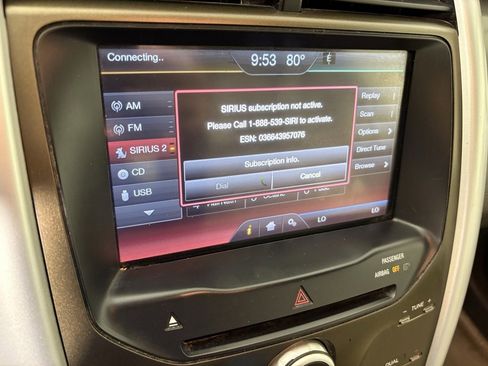 Connecting..
9:53 80° E
AM
FM
SIRIUS 2
CD
USB
SIRIUS subscription not active.
Please Call 1-888-539-SIRI to activate.
ESN: 036643957076
Subscription info.
Dial
Cancel
Replay
Scan
Options
Direct Tune
Browse
LO
LO
PASSENGER
AIRBAG OFF
- TUNE +
DUAL